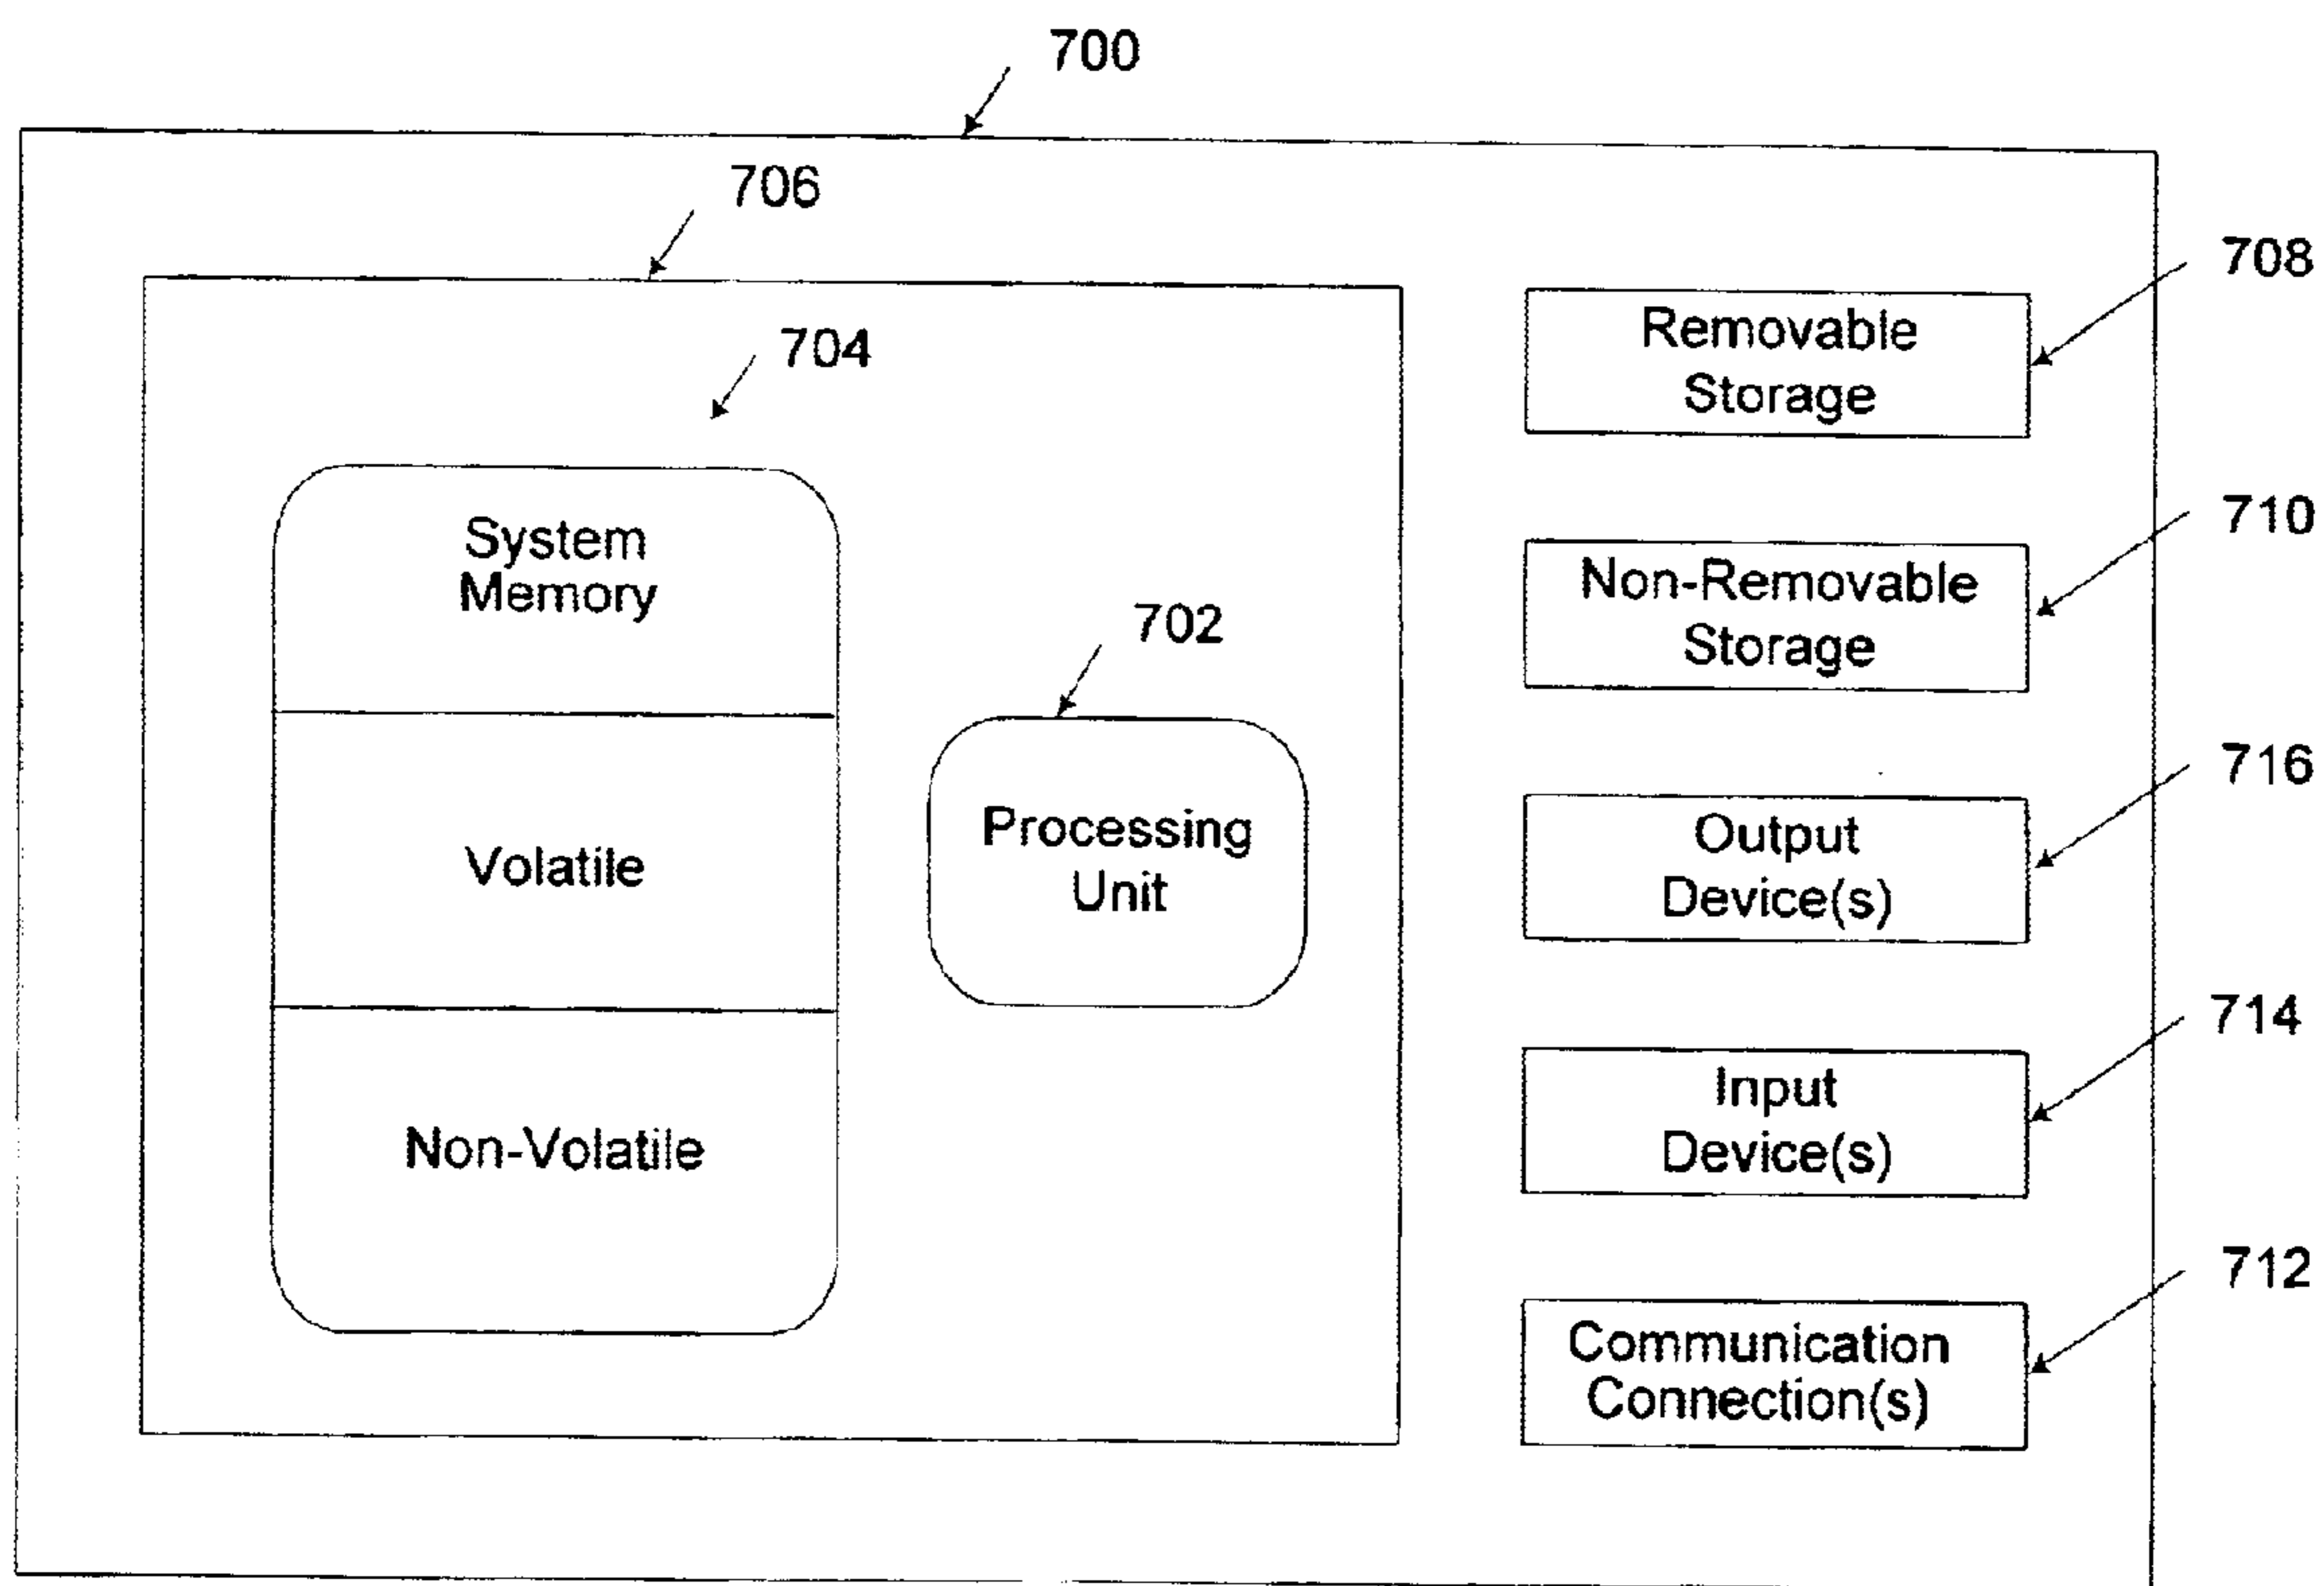 700
706
704
System
Memory
Volatile
Non-Volatile
702
Processing
Unit
708
Removable
Storage
710
Non-Removable
Storage
716
Output
Device(s)
714
Input
Device(s)
712
Communication
Connection(s)